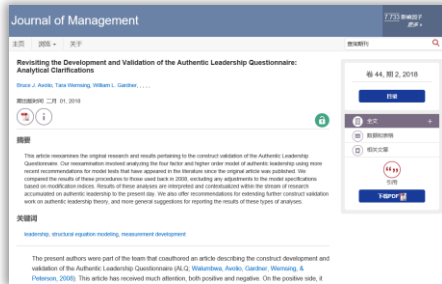 Journal of Management
7.733 影响因子
更多 »
主页 浏览 关于
查询期刊
Revisiting the Development and Validation of the Authentic Leadership Questionnaire:
Analytical Clarifications
Bruce J. Avolio, Tara Wernsing, William L. Gardner, . . . . .
二月 01, 2018
摘要
This article reexamines the original research and results pertaining to the construct validation of the Authentic Leadership
Questionnaire. Our reexamination involved analyzing the four factor and higher order model of authentic leadership using more
recent recommendations for model tests that have appeared in the literature since the original article was published. We
compared the results of these procedures to those used back in 2008, excluding any adjustments to the model specifications
based on modification indices. Results of these analyses are interpreted and contextualized within the stream of research
accumulated on authentic leadership to the present day. We also offer recommendations for extending further construct validation
work on authentic leadership theory, and more general suggestions for reporting the results of these types of analyses.
关键词
leadership, structural equation modeling, measurement development
The present authors were part of the team that coauthored an article describing the construct development and
validation of the Authentic Leadership Questionnaire (ALQ; Walumbwa, Avolio, Gardner, Wernsing, &
Peterson, 2008). This article has received much attention, both positive and negative. On the positive side, it
卷 44, 期 2, 2018
目录
全文 +
数据和表格
相关文章
引用
下载PDF